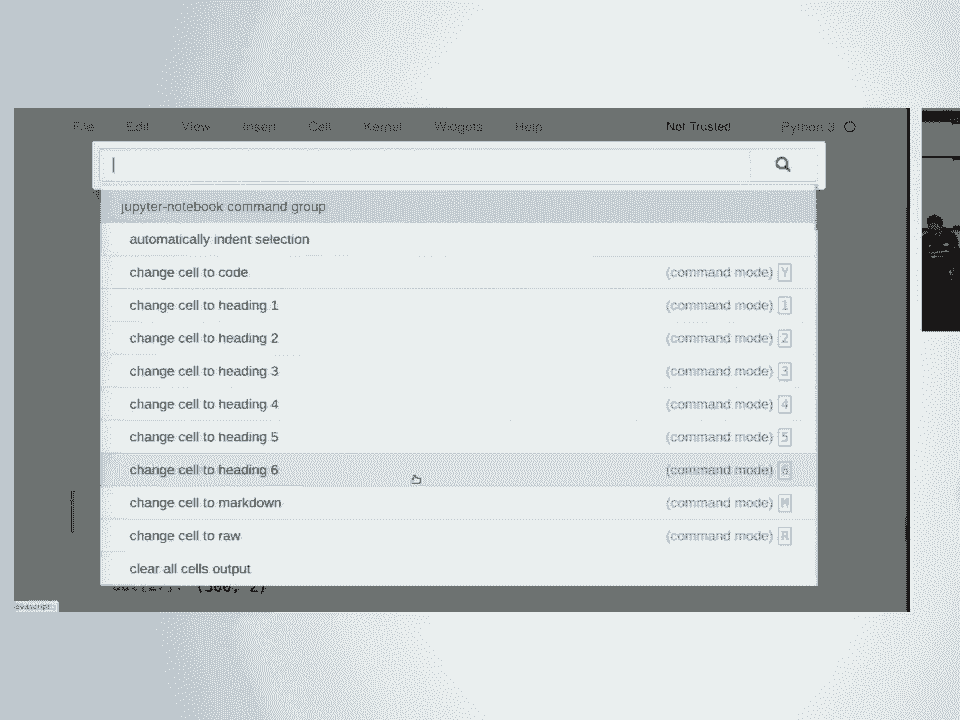 File Edit View Insert Cell Kernel Widgets Help Not Trusted Python 3
jupyter-notebook command group
automatically indent selection
change cell to code (command mode) Y
change cell to heading 1 (command mode) 1
change cell to heading 2 (command mode) 2
change cell to heading 3 (command mode) 3
change cell to heading 4 (command mode) 4
change cell to heading 5 (command mode) 5
change cell to heading 6 (command mode) 6
change cell to markdown (command mode) M
change cell to raw (command mode) R
clear all cells output